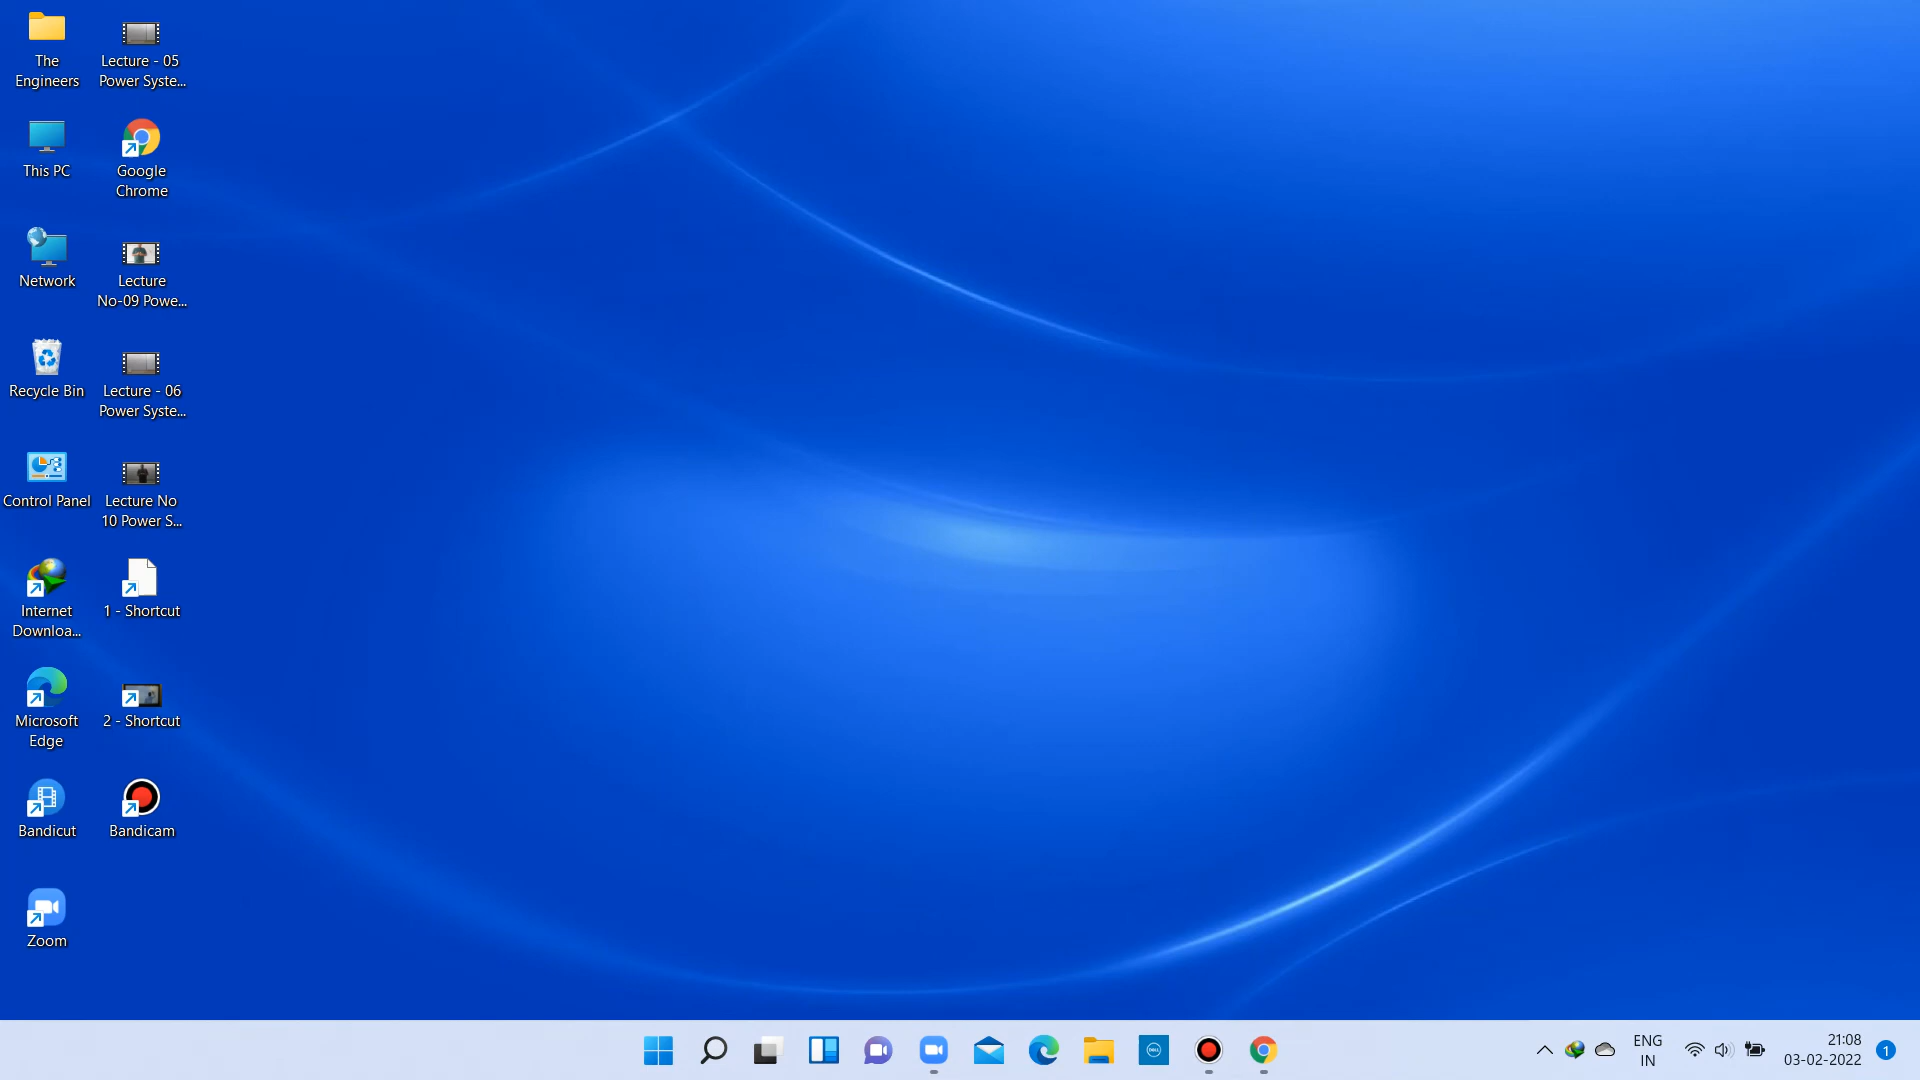 The
Engineers
Lecture - 05
Power Syste...
This PC
Google
Chrome
Network
Lecture
No-09 Powe...
Recycle Bin
Lecture - 06
Power Syste...
Control Panel
Lecture No
10 Power S...
Internet
Downloa...
1 - Shortcut
Microsoft
Edge
2 - Shortcut
Bandicut
Bandicam
Zoom
DELL
ENG
IN
21:08
03-02-2022
1